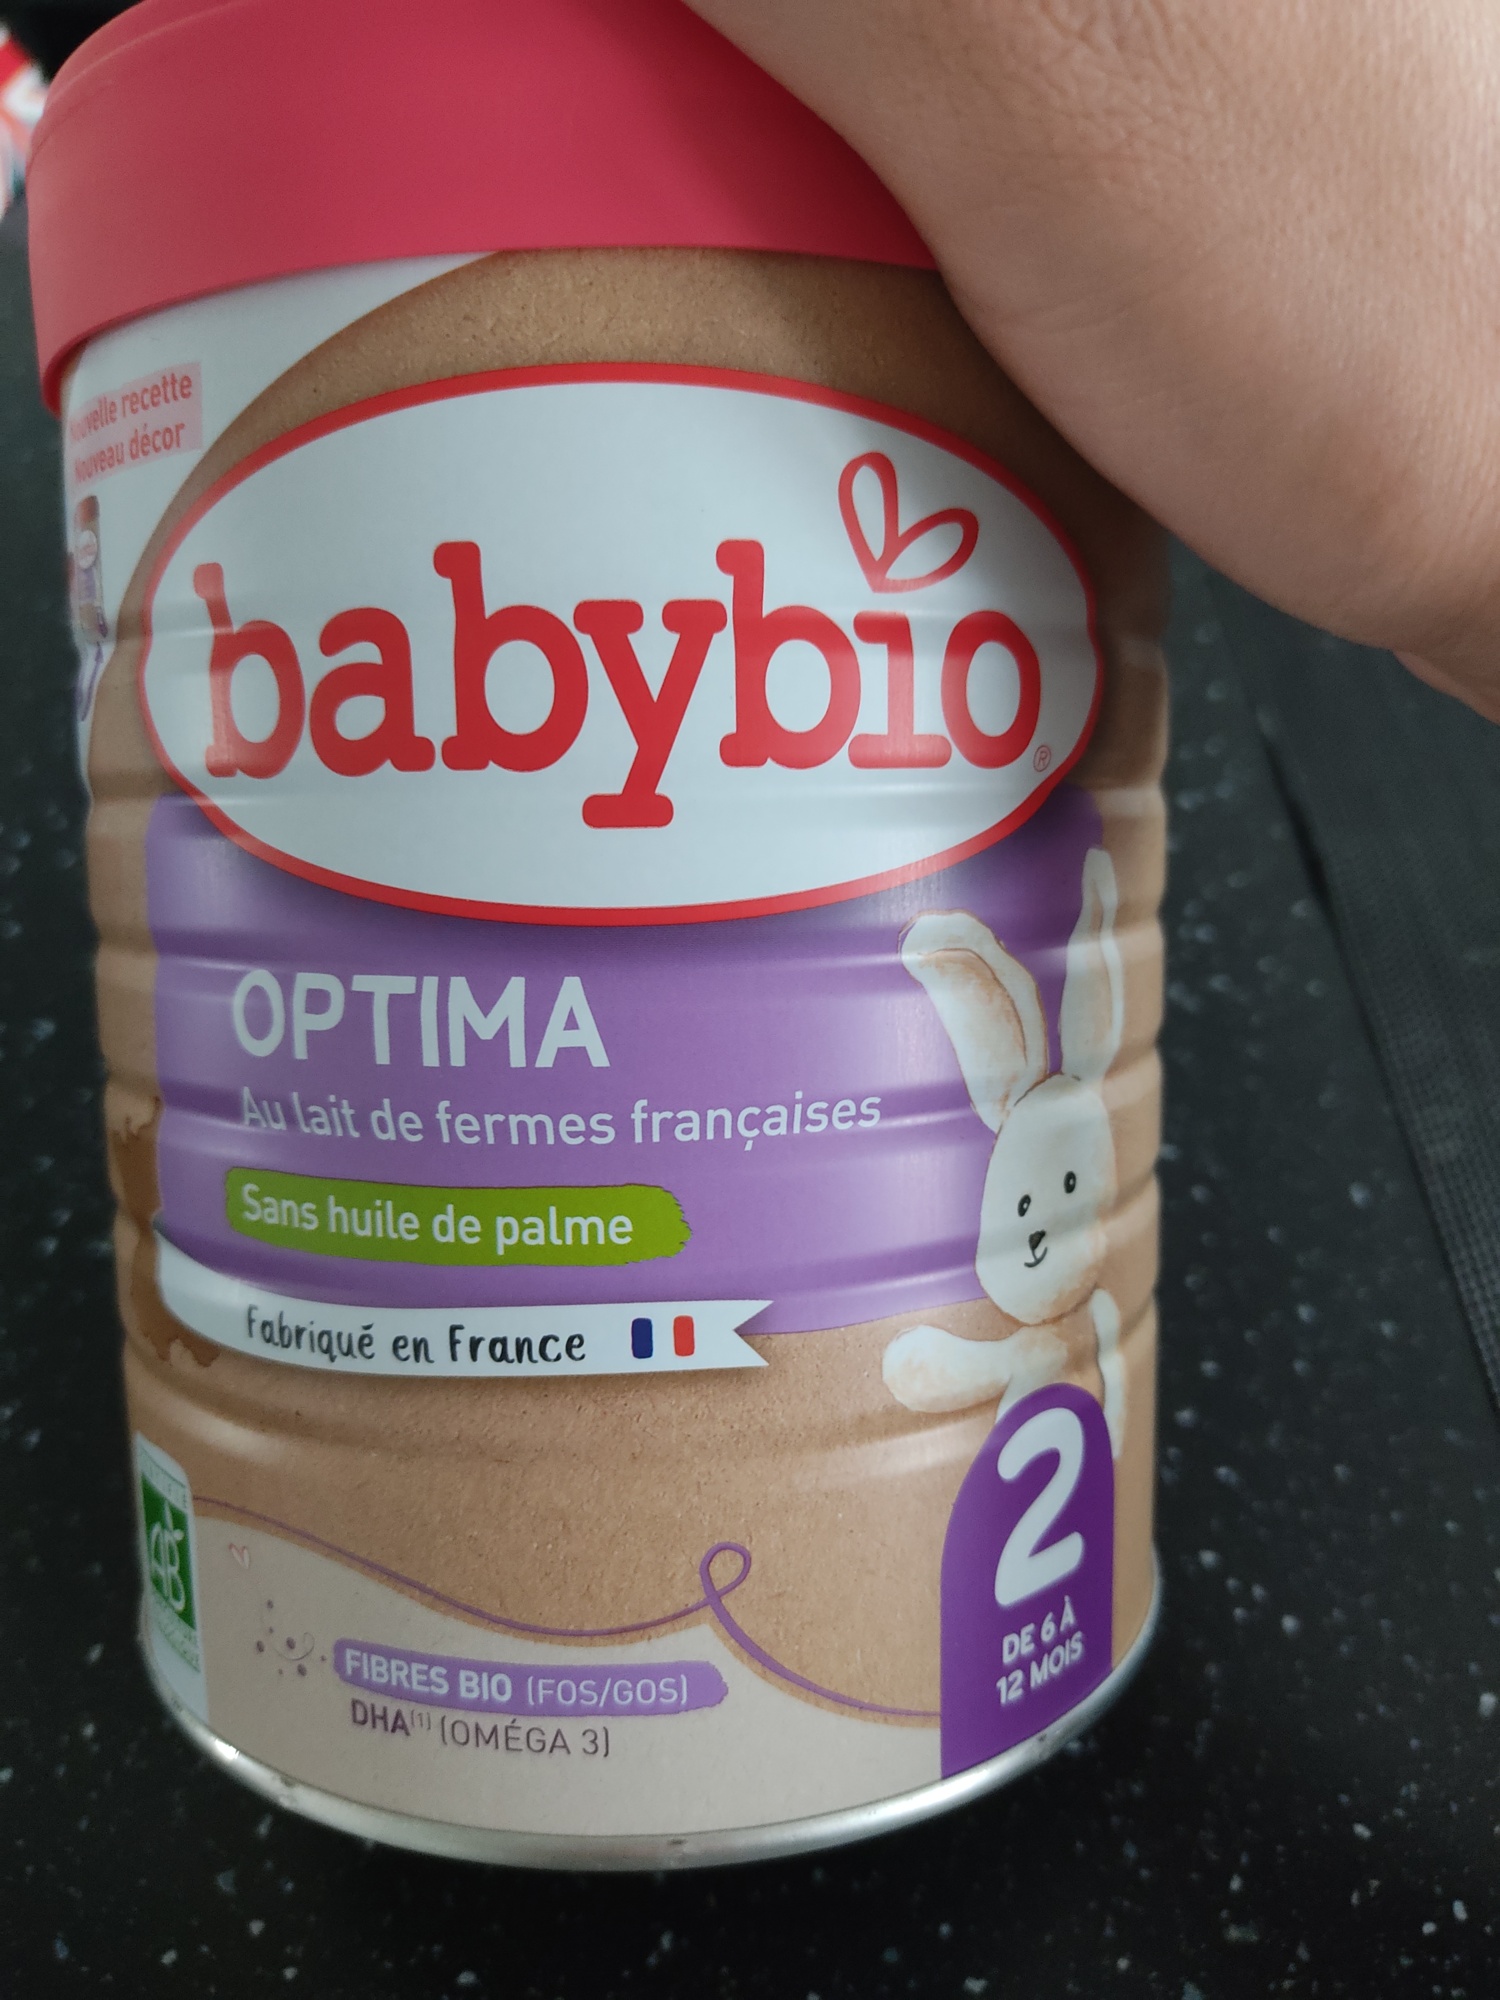 Nouvelle recette
Nouveau décor
babybio®
OPTIMA
Au lait de fermes françaises
Sans huile de palme
Fabriqué en France
2
DE 6 À
12 MOIS
AB
FIBRES BIO (FOS/GOS)
DHA⁽¹⁾ (OMÉGA 3)